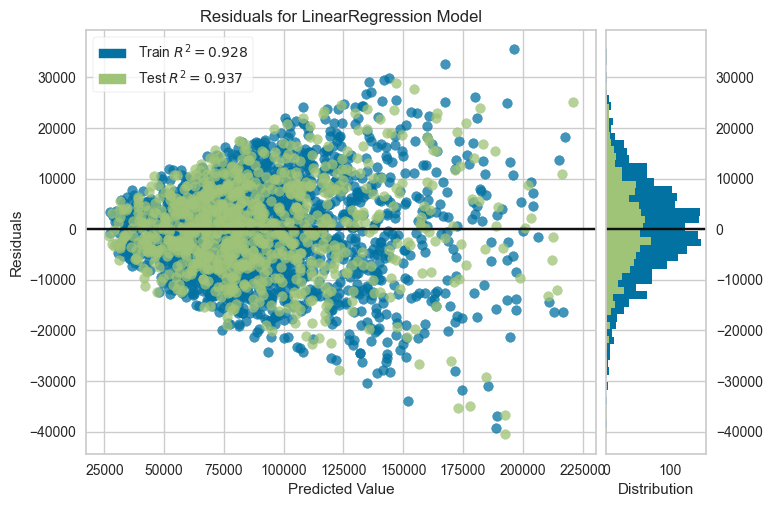 Residuals for LinearRegression Model
Train R² = 0.928
Test R² = 0.937
30000
20000
10000
0
−10000
−20000
−30000
−40000
Residuals
25000 50000 75000 100000 125000 150000 175000 200000 225000
Predicted Value
30000
20000
10000
0
−10000
−20000
−30000
−40000
0 100
Distribution